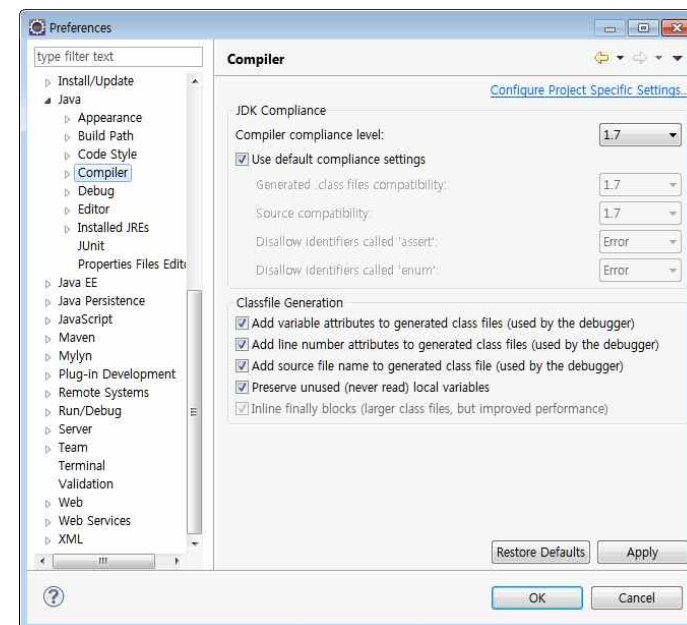 Preferences
type filter text
Install/Update
Java
Appearance
Build Path
Code Style
Compiler
Debug
Editor
Installed JREs
JUnit
Properties Files Edito
Java EE
Java Persistence
JavaScript
Maven
Mylyn
Plug-in Development
Remote Systems
Run/Debug
Server
Team
Terminal
Validation
Web
Web Services
XML
Compiler
Configure Project Specific Settings...
JDK Compliance
Compiler compliance level:
1.7
Use default compliance settings
Generated .class files compatibility:
1.7
Source compatibility:
1.7
Disallow identifiers called 'assert':
Error
Disallow identifiers called 'enum':
Error
Classfile Generation
Add variable attributes to generated class files (used by the debugger)
Add line number attributes to generated class files (used by the debugger)
Add source file name to generated class file (used by the debugger)
Preserve unused (never read) local variables
Inline finally blocks (larger class files, but improved performance)
Restore Defaults
Apply
OK
Cancel